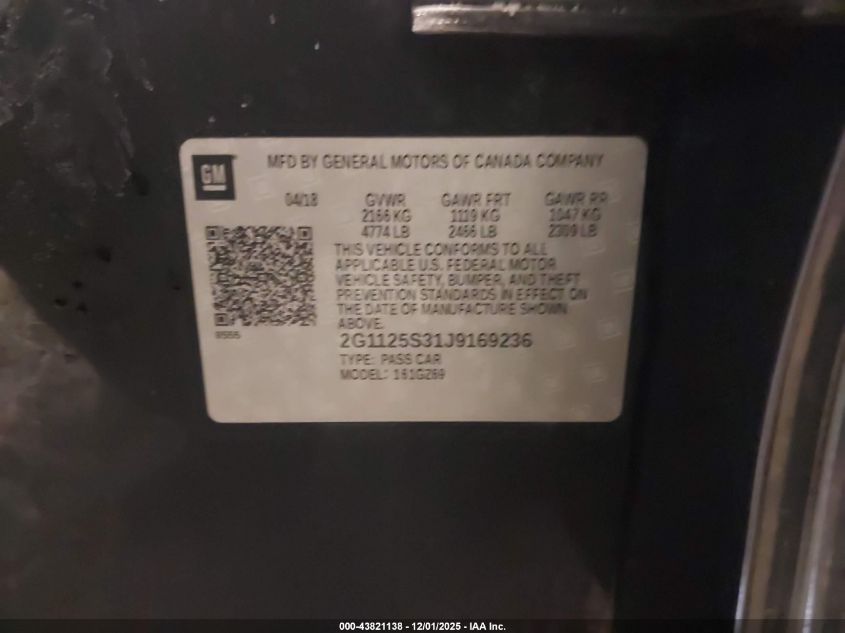 GM
MFD BY GENERAL MOTORS OF CANADA COMPANY
04/18 GVWR GAWR FRT GAWR RR
2166 KG 1119 KG 1047 KG
4774 LB 2466 LB 2309 LB
THIS VEHICLE CONFORMS TO ALL
APPLICABLE U.S. FEDERAL MOTOR
VEHICLE SAFETY, BUMPER, AND THEFT
PREVENTION STANDARDS IN EFFECT ON
THE DATE OF MANUFACTURE SHOWN
ABOVE.
2G1125S31J9169236
TYPE: PASS CAR
MODEL: 161G269
000-43821138 - 12/01/2025 - IAA Inc.